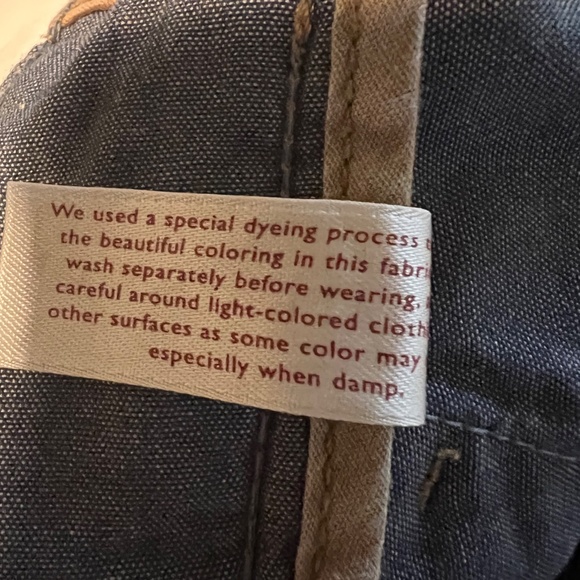 We used a special dyeing process
the beautiful coloring in this
wash separately before wearing,
careful around light-colored
other surfaces as some color may
especially when damp.